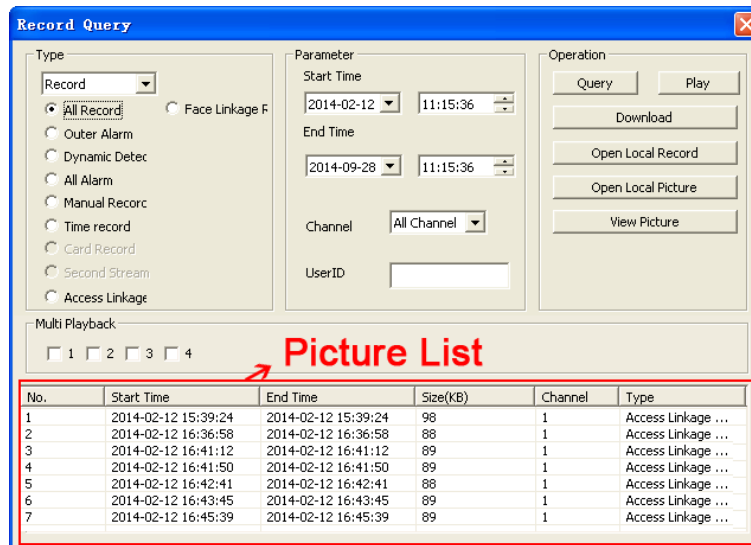 Record Query
Type
Record
All Record
Face Linkage R
Outer Alarm
Dynamic Detec
All Alarm
Manual Recorc
Time record
Card Record
Second Stream
Access Linkage
Parameter
Start Time
2014-02-12 11:15:36
End Time
2014-09-28 11:15:36
Channel All Channel
UserID
Operation
Query Play
Download
Open Local Record
Open Local Picture
View Picture
Multi Playback
1 2 3 4
Picture List
No. Start Time End Time Size(KB) Channel Type
1 2014-02-12 15:39:24 2014-02-12 15:39:24 98 1 Access Linkage ...
2 2014-02-12 16:36:58 2014-02-12 16:36:58 88 1 Access Linkage ...
3 2014-02-12 16:41:12 2014-02-12 16:41:12 89 1 Access Linkage ...
4 2014-02-12 16:41:50 2014-02-12 16:41:50 89 1 Access Linkage ...
5 2014-02-12 16:42:41 2014-02-12 16:42:41 88 1 Access Linkage ...
6 2014-02-12 16:43:45 2014-02-12 16:43:45 89 1 Access Linkage ...
7 2014-02-12 16:45:39 2014-02-12 16:45:39 89 1 Access Linkage ...